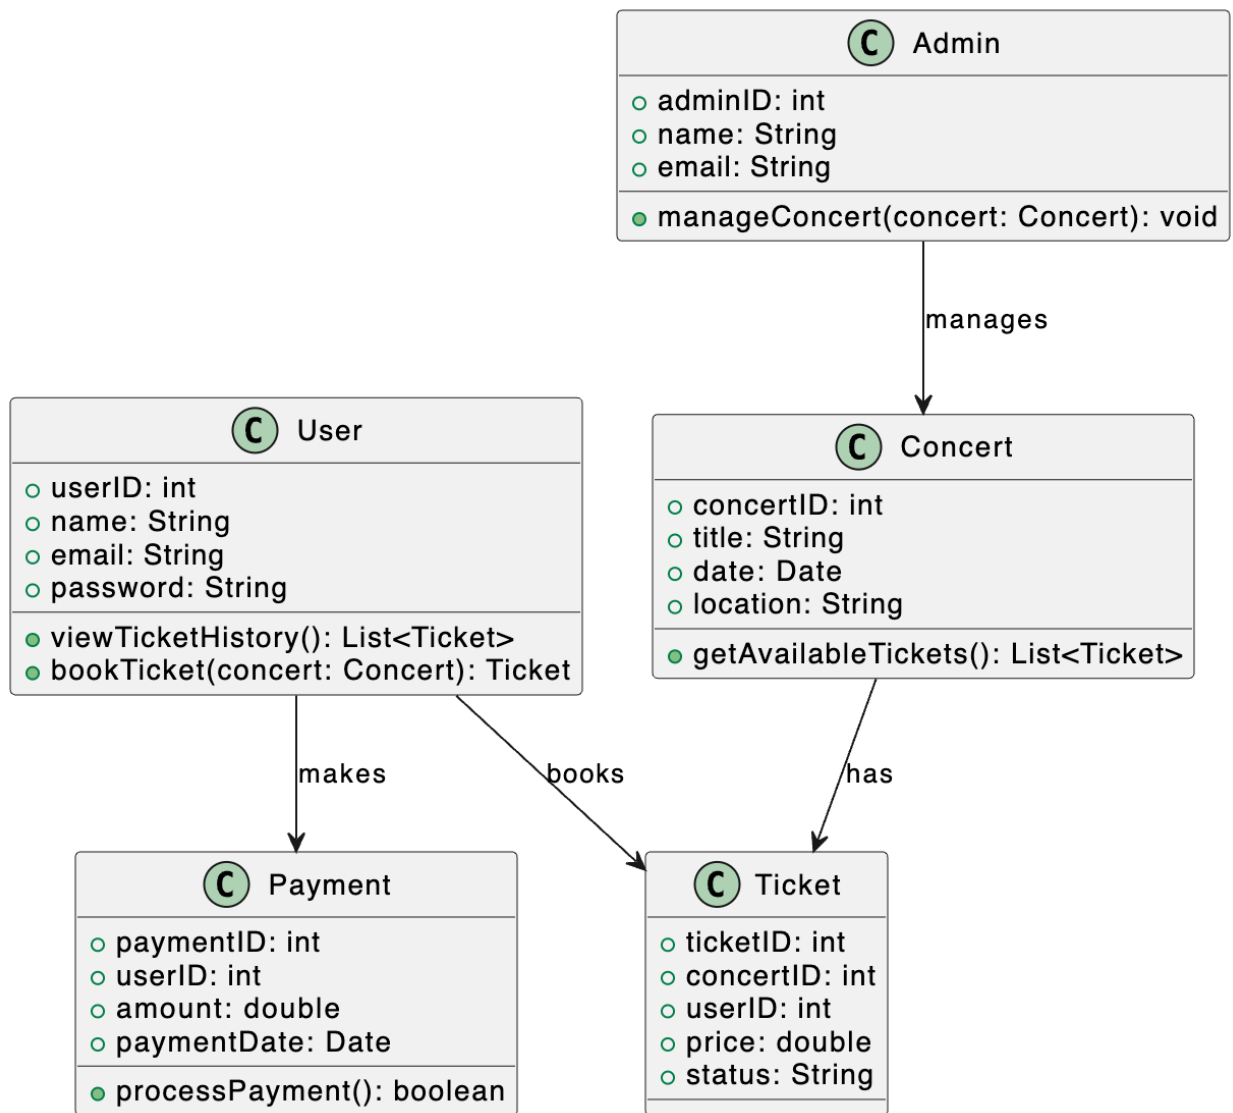 C Admin
adminID: int
name: String
email: String
manageConcert(concert: Concert): void
manages
C User
userID: int
name: String
email: String
password: String
viewTicketHistory(): List<Ticket>
bookTicket(concert: Concert): Ticket
C Concert
concertID: int
title: String
date: Date
location: String
getAvailableTickets(): List<Ticket>
makes
books
has
C Payment
paymentID: int
userID: int
amount: double
paymentDate: Date
processPayment(): boolean
C Ticket
ticketID: int
concertID: int
userID: int
price: double
status: String